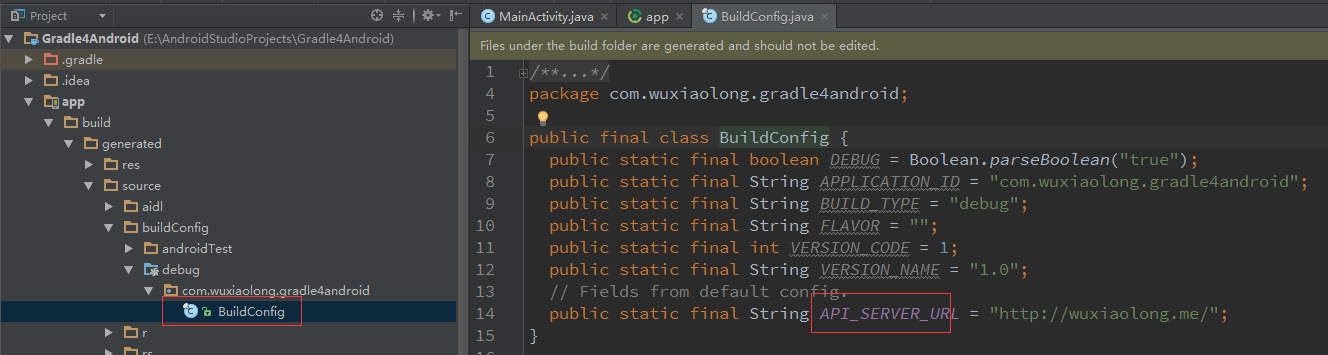 Project
Gradle4Android (E:\AndroidStudioProjects\Gradle4Android)
.gradle
.idea
app
build
generated
res
source
aidl
buildConfig
androidTest
debug
com.wuxiaolong.gradle4android
BuildConfig
r
rs
MainActivity.java × app × BuildConfig.java ×
Files under the build folder are generated and should not be edited.
1 /**...*/
4 package com.wuxiaolong.gradle4android;
5
6 public final class BuildConfig {
7 public static final boolean DEBUG = Boolean.parseBoolean("true");
8 public static final String APPLICATION_ID = "com.wuxiaolong.gradle4android";
9 public static final String BUILD_TYPE = "debug";
10 public static final String FLAVOR = "";
11 public static final int VERSION_CODE = 1;
12 public static final String VERSION_NAME = "1.0";
13 // Fields from default config.
14 public static final String API_SERVER_URL = "http://wuxiaolong.me/";
15 }